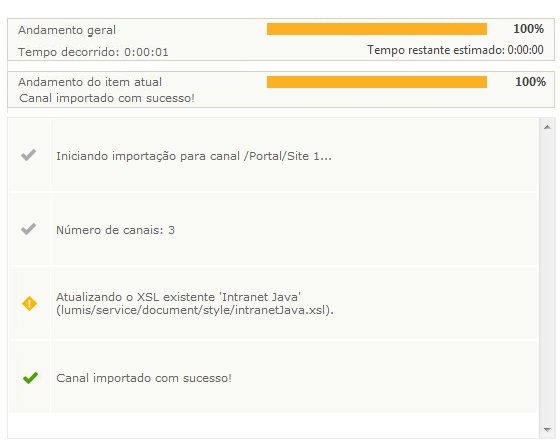 Andamento geral 100%
Tempo decorrido: 0:00:01 Tempo restante estimado: 0:00:00
Andamento do item atual 100%
Canal importado com sucesso!
Iniciando importação para canal /Portal/Site 1...
Número de canais: 3
Atualizando o XSL existente 'Intranet Java'
(lumis/service/document/style/intranetJava.xsl).
Canal importado com sucesso!